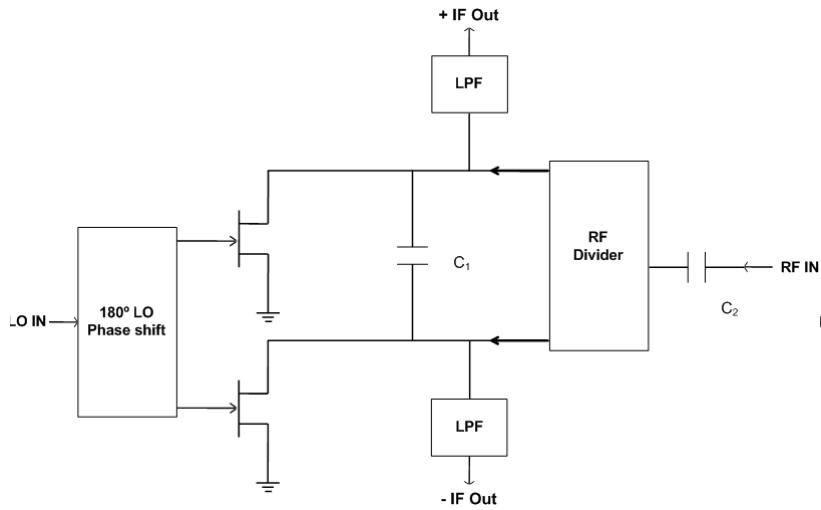 + IF Out
LPF
RF
Divider
C₁
RF IN
C₂
180º LO
Phase shift
LO IN
LPF
- IF Out